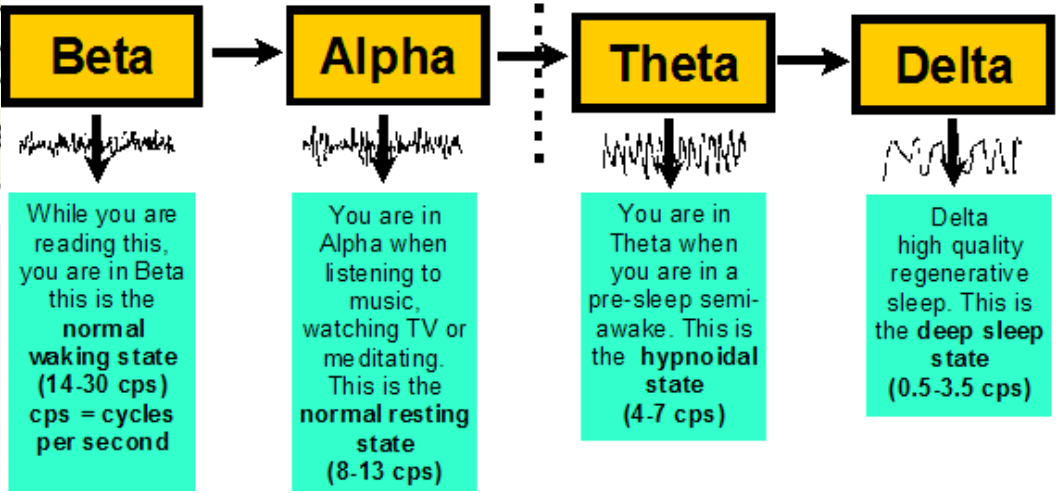 Beta
Alpha
Theta
Delta
While you are
reading this,
you are in Beta
this is the
normal
waking state
(14-30 cps)
cps = cycles
per second
You are in
Alpha when
listening to
music,
watching TV or
meditating.
This is the
normal resting
state
(8-13 cps)
You are in
Theta when
you are in a
pre-sleep semi-
awake. This is
the hypnoidal
state
(4-7 cps)
Delta
high quality
regenerative
sleep. This is
the deep sleep
state
(0.5-3.5 cps)